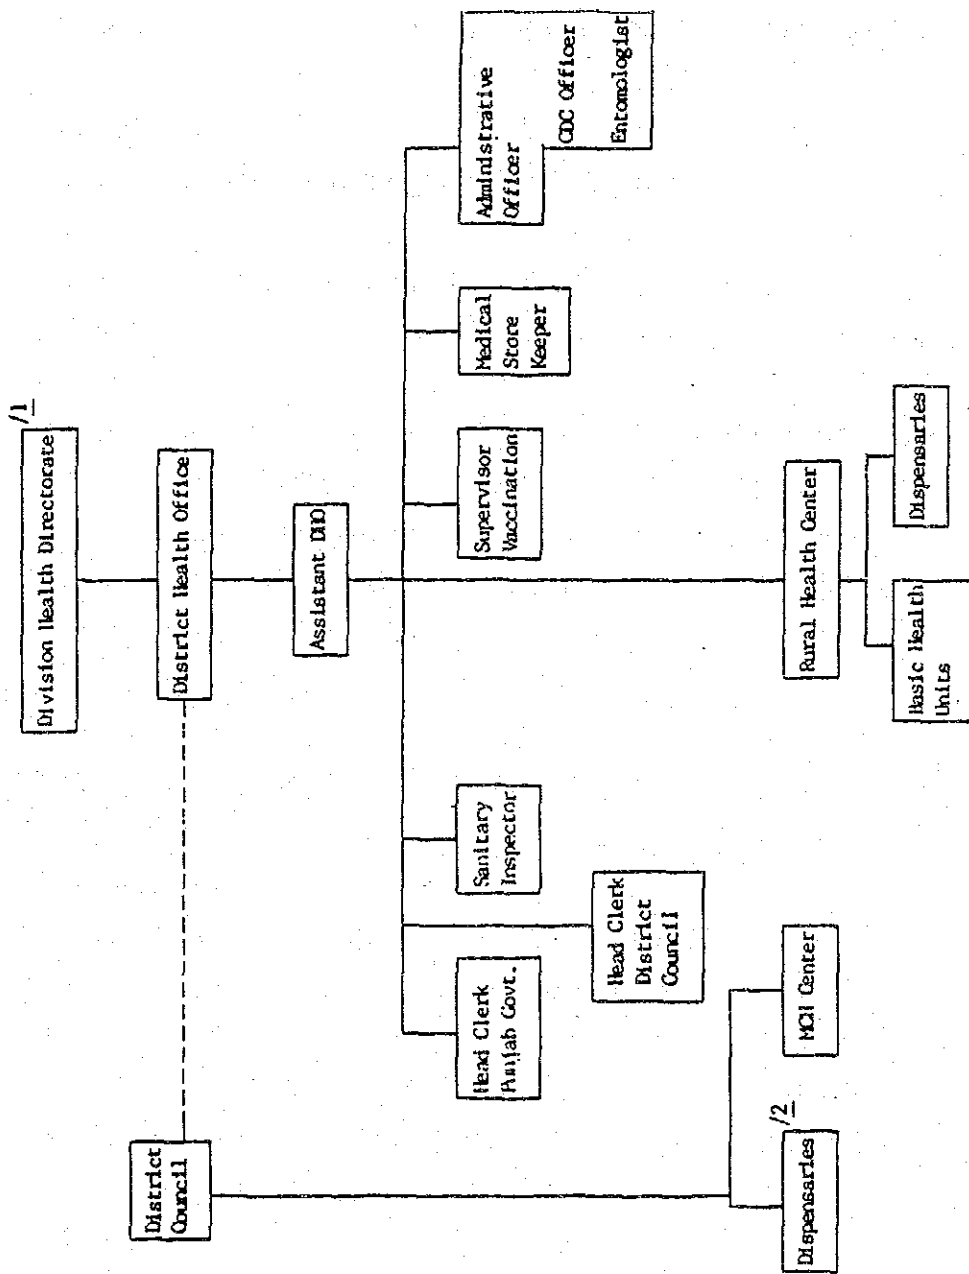 Division Health Directorate /1
District
Council
District Health Office
Assistant DHO
Head Clerk
Punjab Govt.
Head Clerk
District
Council
Sanitary
Inspector
Supervisor
Vaccination
Medical
Store
Keeper
Administrative
Officer
CDC Officer
Entomologist
Dispensaries /2
MCH Center
Rural Health Center
Basic Health
Units
Dispensaries